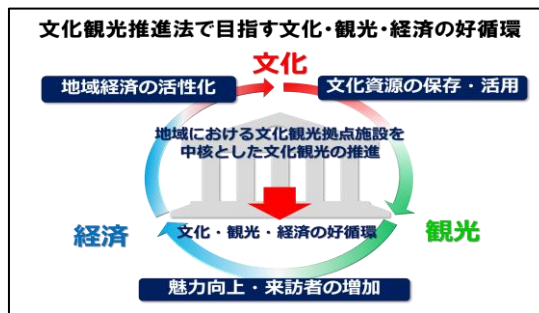 文化観光推進法で目指す文化・観光・経済の好循環
文化
地域経済の活性化
文化資源の保存・活用
地域における文化観光拠点施設を
中核とした文化観光の推進
経済
文化・観光・経済の好循環
観光
魅力向上・来訪者の増加